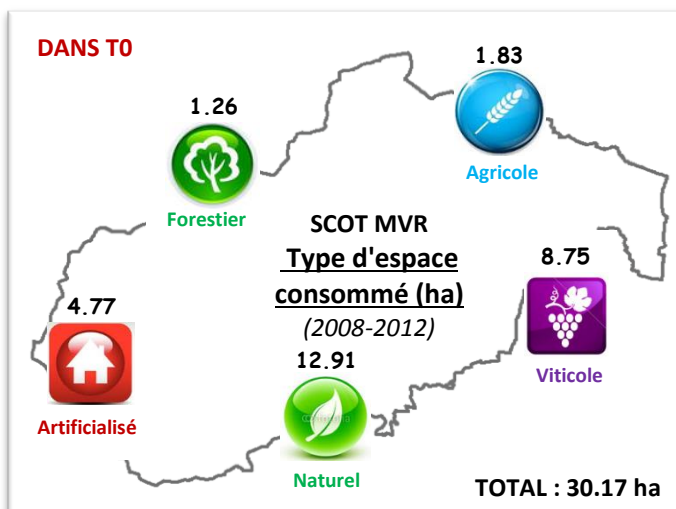 DANS T0
1.83
1.26
Agricole
Forestier
SCOT MVR
Type d'espace
consommé (ha)
(2008-2012)
8.75
4.77
12.91
Viticole
Artificialisé
Naturel
TOTAL : 30.17 ha